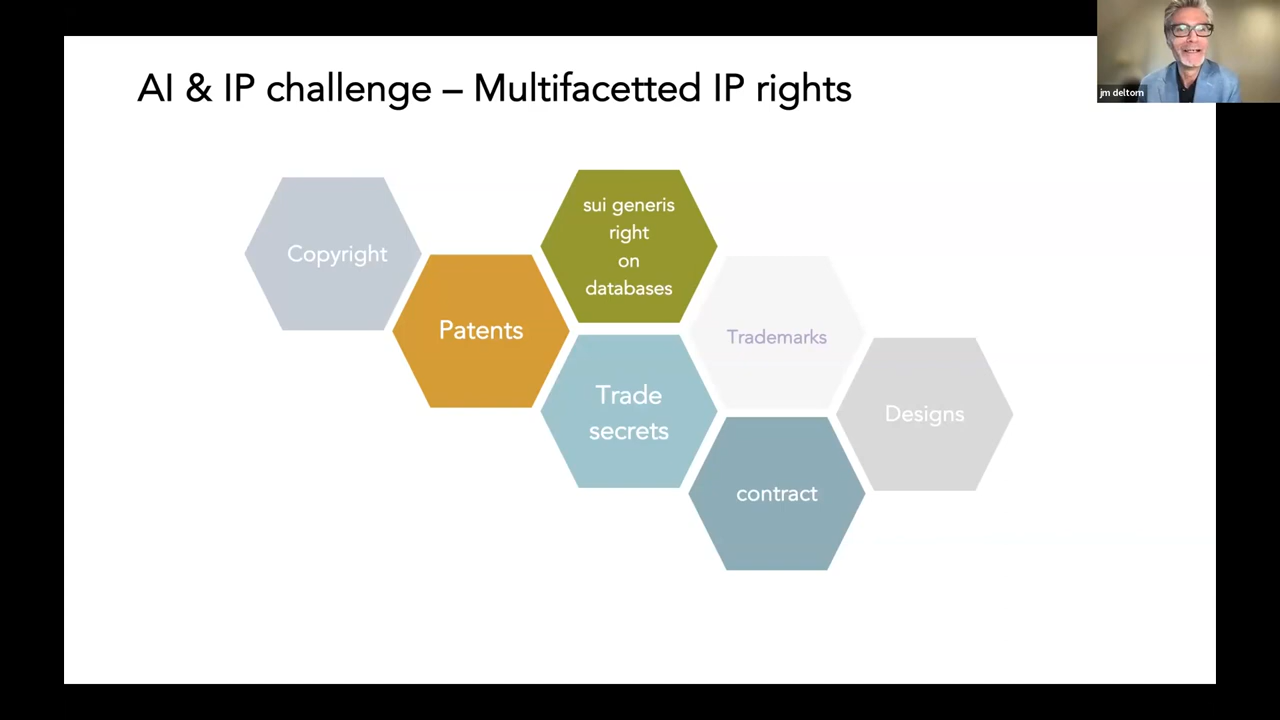 AI & IP challenge – Multifacetted IP rights
jm deltorn
Copyright
Patents
sui generis
right
on
databases
Trade
secrets
Trademarks
contract
Designs